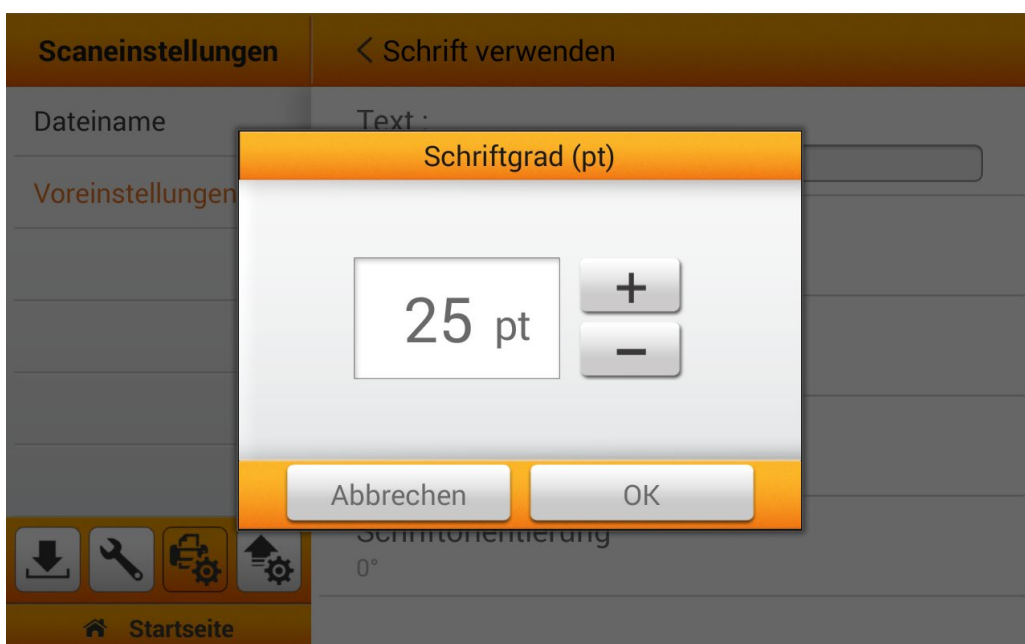 Scaneinstellungen
< Schrift verwenden
Dateiname
Text :
Voreinstellungen
Schriftgrad (pt)
25 pt
+
−
Abbrechen
OK
Schriftorientierung
0°
Startseite